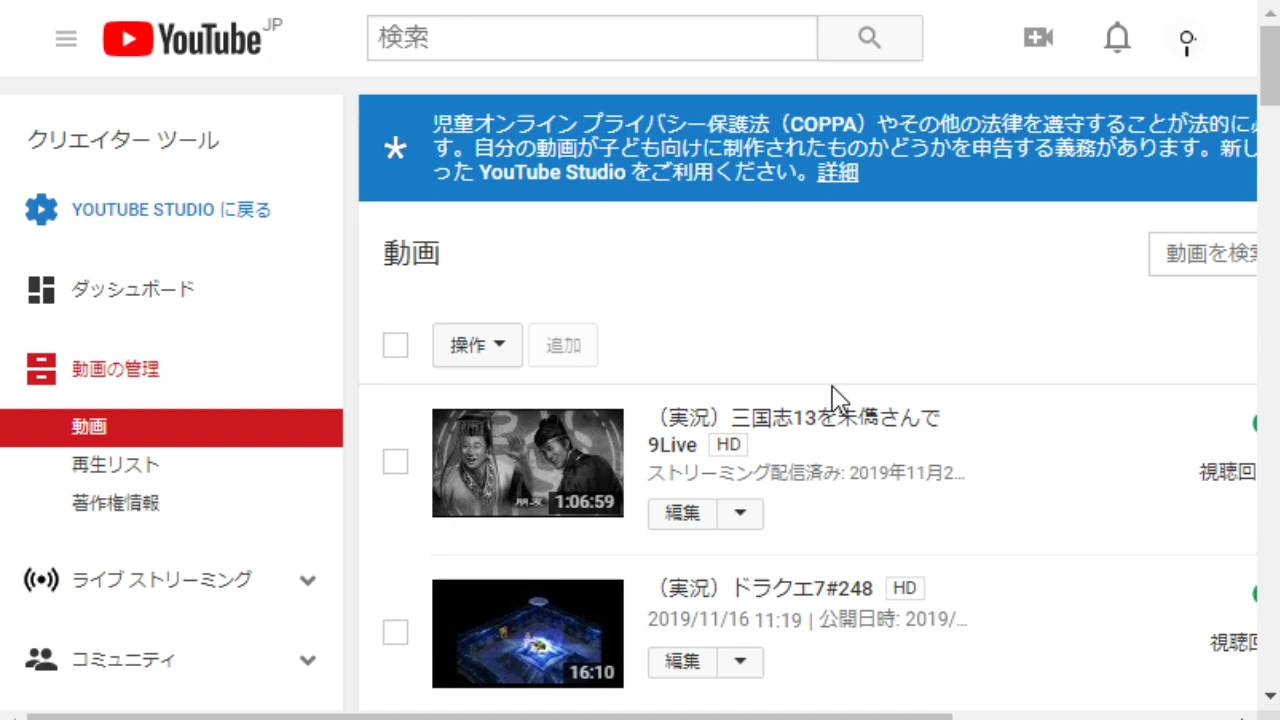 YouTube JP
検索
クリエイター ツール
YOUTUBE STUDIO に戻る
ダッシュボード
動画の管理
動画
再生リスト
著作権情報
ライブ ストリーミング
コミュニティ
児童オンライン プライバシー保護法（COPPA）やその他の法律を遵守することが法的に
す。自分の動画が子ども向けに制作されたものかどうかを申告する義務があります。新し
った YouTube Studio をご利用ください。詳細
動画
動画を検
操作 追加
（実況）三国志13を朱儁さんで
9Live HD
ストリーミング配信済み: 2019年11月2...
視聴回
編集
1:06:59
（実況）ドラクエ7#248 HD
2019/11/16 11:19 | 公開日時: 2019/...
視聴回
編集
16:10